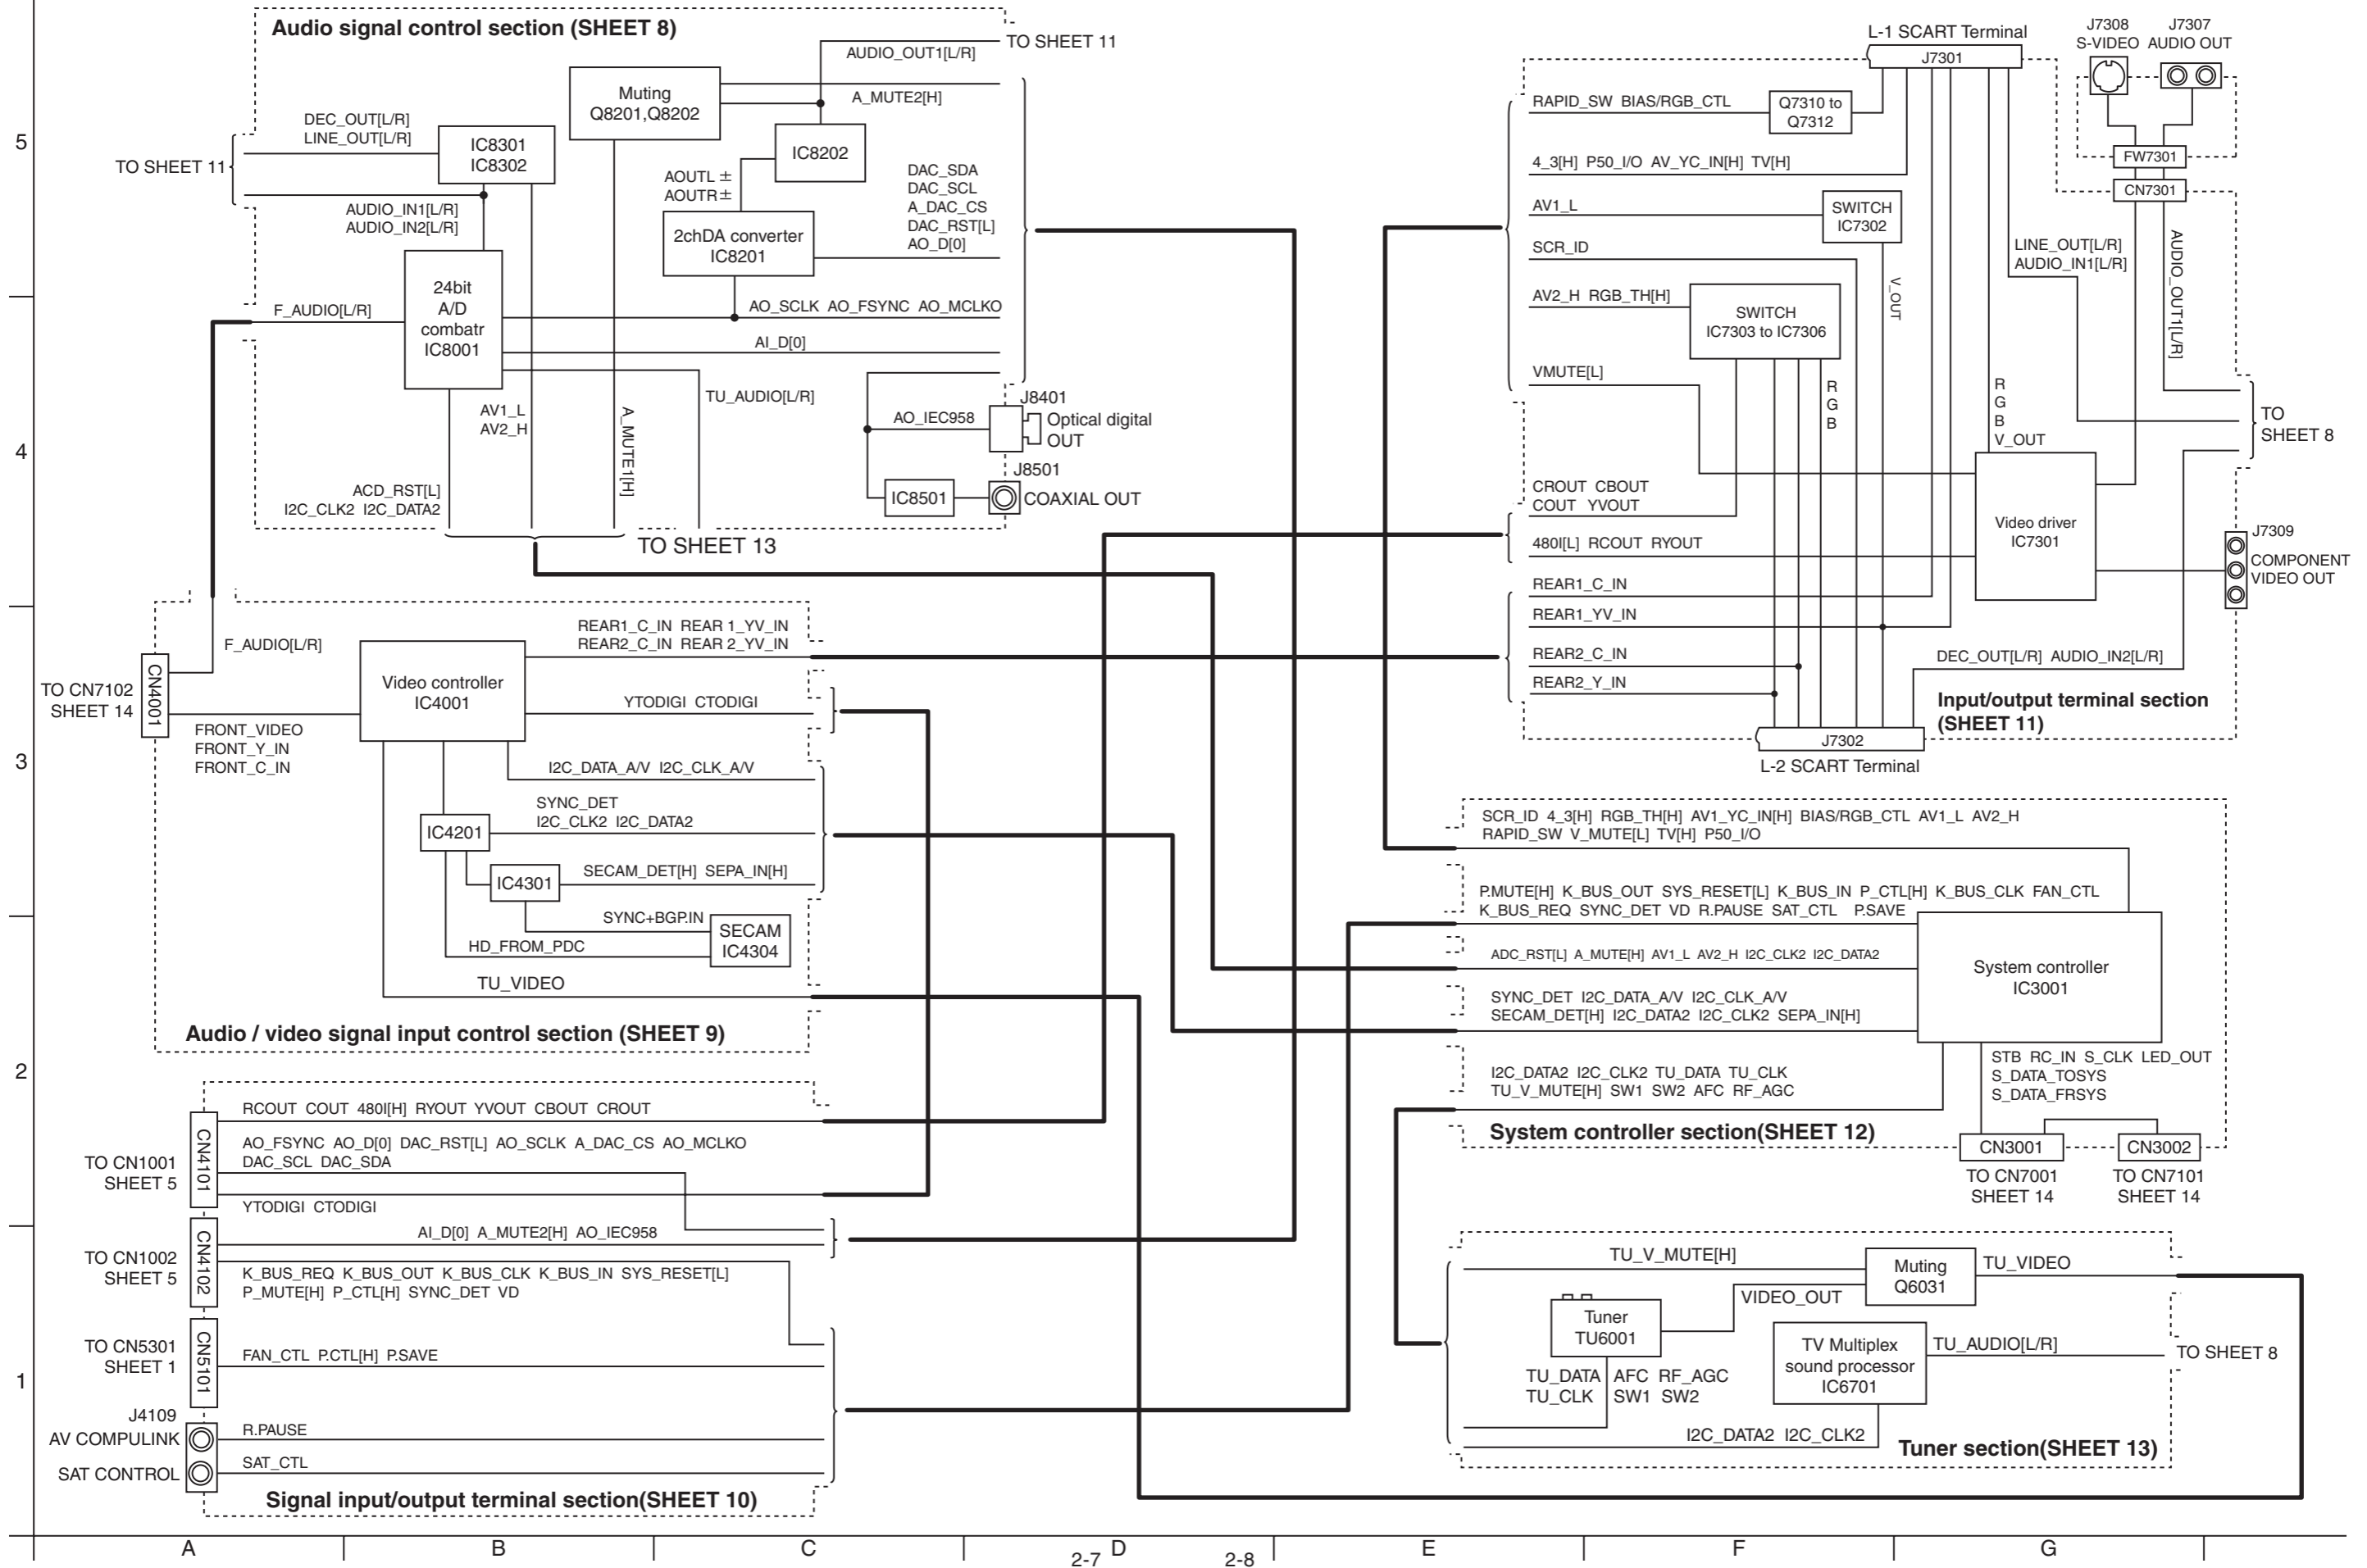 Audio signal control section (SHEET 8)
TO SHEET 11
AUDIO_OUT1[L/R]
Muting
Q8201,Q8202
A_MUTE2[H]
DEC_OUT[L/R]
LINE_OUT[L/R]
IC8301
IC8302
IC8202
TO SHEET 11
AOUTL ±
AOUTR±
DAC_SDA
DAC_SCL
A_DAC_CS
DAC_RST[L]
AO_D[0]
AUDIO_IN1[L/R]
AUDIO_IN2[L/R]
2chDA converter
IC8201
24bit
A/D
combatr
IC8001
F_AUDIO[L/R]
AO_SCLK AO_FSYNC AO_MCLKO
AI_D[0]
TU_AUDIO[L/R]
AV1_L
AV2_H
A_MUTE1[H]
J8401
AO_IEC958
Optical digital
OUT
J8501
IC8501
COAXIAL OUT
ACD_RST[L]
I2C_CLK2 I2C_DATA2
TO SHEET 13
L-1 SCART Terminal
J7301
J7308
S-VIDEO
J7307
AUDIO OUT
RAPID_SW BIAS/RGB_CTL
Q7310 to
Q7312
FW7301
CN7301
4_3[H] P50_I/O AV_YC_IN[H] TV[H]
AV1_L
SWITCH
IC7302
SCR_ID
LINE_OUT[L/R]
AUDIO_IN1[L/R]
AUDIO_OUT1[L/R]
V_OUT
AV2_H RGB_TH[H]
SWITCH
IC7303 to IC7306
VMUTE[L]
R
G
B
R
G
B
V_OUT
TO
SHEET 8
CROUT CBOUT
COUT YVOUT
480I[L] RCOUT RYOUT
Video driver
IC7301
J7309
COMPONENT
VIDEO OUT
REAR1_C_IN
REAR1_YV_IN
REAR2_C_IN
REAR2_Y_IN
DEC_OUT[L/R] AUDIO_IN2[L/R]
Input/output terminal section
(SHEET 11)
J7302
L-2 SCART Terminal
F_AUDIO[L/R]
REAR1_C_IN REAR 1_YV_IN
REAR2_C_IN REAR 2_YV_IN
CN4001
TO CN7102
SHEET 14
Video controller
IC4001
YTODIGI CTODIGI
FRONT_VIDEO
FRONT_Y_IN
FRONT_C_IN
I2C_DATA_A/V I2C_CLK_A/V
SYNC_DET
I2C_CLK2 I2C_DATA2
IC4201
IC4301
SECAM_DET[H] SEPA_IN[H]
SYNC+BGP.IN
HD_FROM_PDC
SECAM
IC4304
TU_VIDEO
Audio / video signal input control section (SHEET 9)
SCR_ID 4_3[H] RGB_TH[H] AV1_YC_IN[H] BIAS/RGB_CTL AV1_L AV2_H
RAPID_SW V_MUTE[L] TV[H] P50_I/O
P.MUTE[H] K_BUS_OUT SYS_RESET[L] K_BUS_IN P_CTL[H] K_BUS_CLK FAN_CTL
K_BUS_REQ SYNC_DET VD R.PAUSE SAT_CTL P.SAVE
ADC_RST[L] A_MUTE[H] AV1_L AV2_H I2C_CLK2 I2C_DATA2
System controller
IC3001
SYNC_DET I2C_DATA_A/V I2C_CLK_A/V
SECAM_DET[H] I2C_DATA2 I2C_CLK2 SEPA_IN[H]
I2C_DATA2 I2C_CLK2 TU_DATA TU_CLK
TU_V_MUTE[H] SW1 SW2 AFC RF_AGC
STB RC_IN S_CLK LED_OUT
S_DATA_TOSYS
S_DATA_FRSYS
System controller section(SHEET 12)
CN3001
CN3002
TO CN7001
SHEET 14
TO CN7101
SHEET 14
RCOUT COUT 480I[H] RYOUT YVOUT CBOUT CROUT
AO_FSYNC AO_D[0] DAC_RST[L] AO_SCLK A_DAC_CS AO_MCLKO
DAC_SCL DAC_SDA
CN4101
TO CN1001
SHEET 5
YTODIGI CTODIGI
AI_D[0] A_MUTE2[H] AO_IEC958
CN4102
TO CN1002
SHEET 5
K_BUS_REQ K_BUS_OUT K_BUS_CLK K_BUS_IN SYS_RESET[L]
P_MUTE[H] P_CTL[H] SYNC_DET VD
CN5101
TO CN5301
SHEET 1
FAN_CTL P.CTL[H] P.SAVE
J4109
AV COMPULINK
R.PAUSE
SAT CONTROL
SAT_CTL
Signal input/output terminal section(SHEET 10)
TU_V_MUTE[H]
Muting
Q6031
TU_VIDEO
VIDEO_OUT
Tuner
TU6001
TV Multiplex
sound processor
IC6701
TU_AUDIO[L/R]
TO SHEET 8
TU_DATA
TU_CLK
AFC RF_AGC
SW1 SW2
I2C_DATA2 I2C_CLK2
Tuner section(SHEET 13)
5
4
3
2
1
A
B
C
D
E
F
G
2-7
2-8